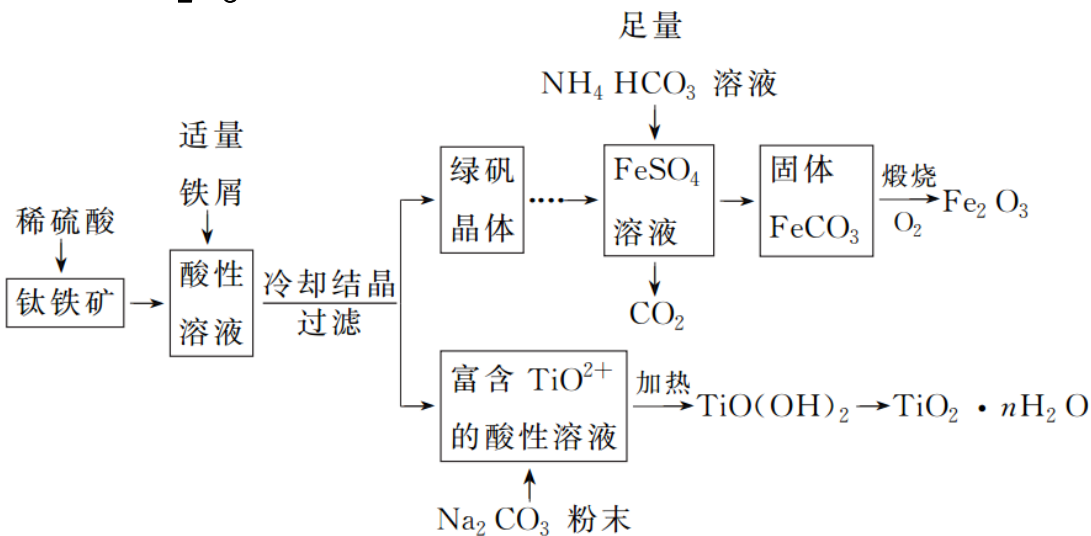 足量
NH₄ HCO₃ 溶液
适量
铁屑
稀硫酸
钛铁矿
酸性
溶液
冷却结晶
过滤
绿矾
晶体
FeSO₄
溶液
CO₂
固体
FeCO₃
煅烧
O₂
Fe₂ O₃
富含 TiO²⁺
的酸性溶液
加热
TiO(OH)₂
TiO₂ · nH₂ O
Na₂ CO₃ 粉末